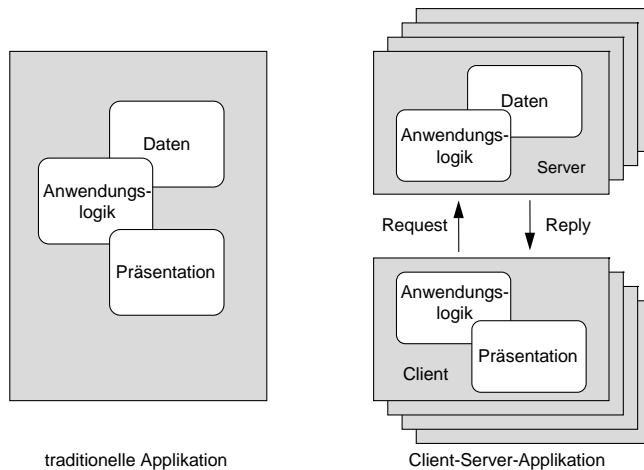 Daten
Anwendungs-
logik
Präsentation
traditionelle Applikation
Daten
Anwendungs-
logik
Server
Request
Reply
Anwendungs-
logik
Präsentation
Client
Client-Server-Applikation